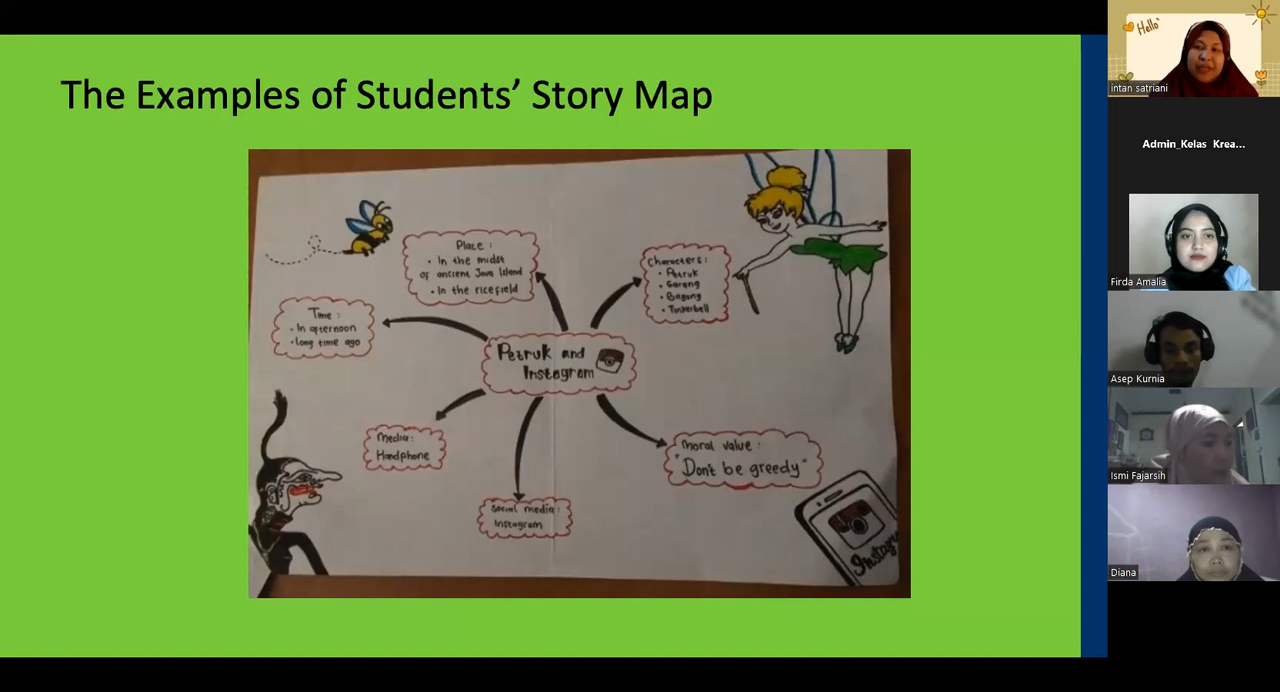 The Examples of Students' Story Map
Place :
• In the midst
of ancient Java Island
• In the ricefield
Characters :
• Petruk
• Gareng
• Bagong
• Tinkerbell
Time :
• In afternoon
• Long time ago
Petruk and
Instagram
Media :
Handphone
Moral value :
"Don't be greedy"
Social media :
Instagram
Instagr
Hello
intan satriani
Admin_Kelas Krea...
Firda Amalia
Asep Kurnia
Ismi Fajarsih
Diana